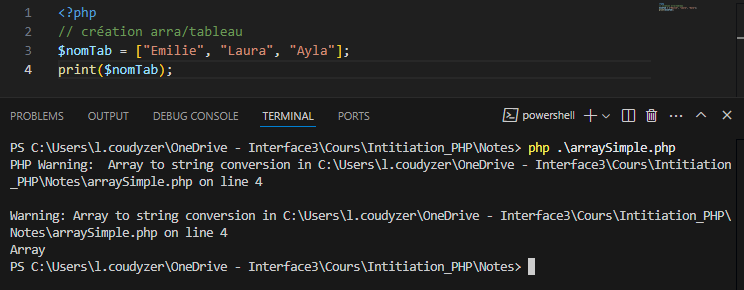 1 <?php
2 // création arra/tableau
3 $nomTab = ["Emilie", "Laura", "Ayla"];
4 print($nomTab);
PROBLEMS OUTPUT DEBUG CONSOLE TERMINAL PORTS powershell
PS C:\Users\l.coudyzer\OneDrive - Interface3\Cours\Intitiation_PHP\Notes> php .\arraySimple.php
PHP Warning:  Array to string conversion in C:\Users\l.coudyzer\OneDrive - Interface3\Cours\Intitiation
_PHP\Notes\arraySimple.php on line 4
Warning: Array to string conversion in C:\Users\l.coudyzer\OneDrive - Interface3\Cours\Intitiation_PHP\
Notes\arraySimple.php on line 4
Array
PS C:\Users\l.coudyzer\OneDrive - Interface3\Cours\Intitiation_PHP\Notes>